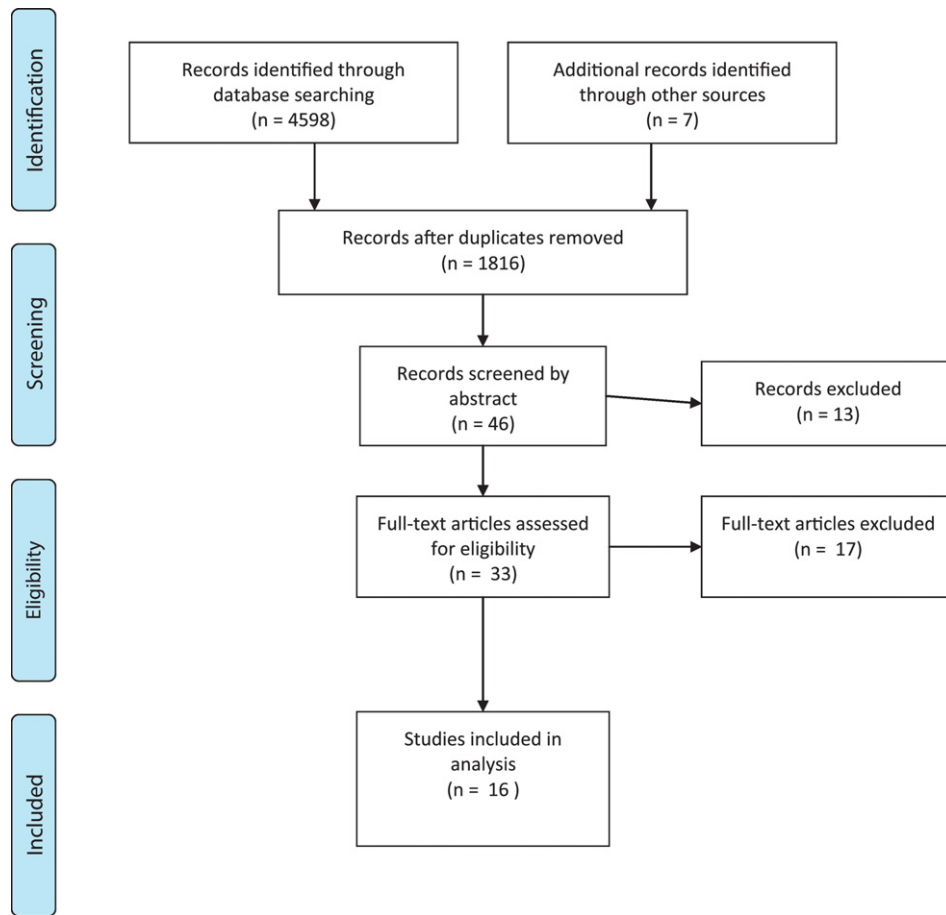 Identification
Records identified through
database searching
(n = 4598)
Additional records identified
through other sources
(n = 7)
Records after duplicates removed
(n = 1816)
Screening
Records screened by
abstract
(n = 46)
Records excluded
(n = 13)
Eligibility
Full-text articles assessed
for eligibility
(n = 33)
Full-text articles excluded
(n = 17)
Included
Studies included in
analysis
(n = 16 )